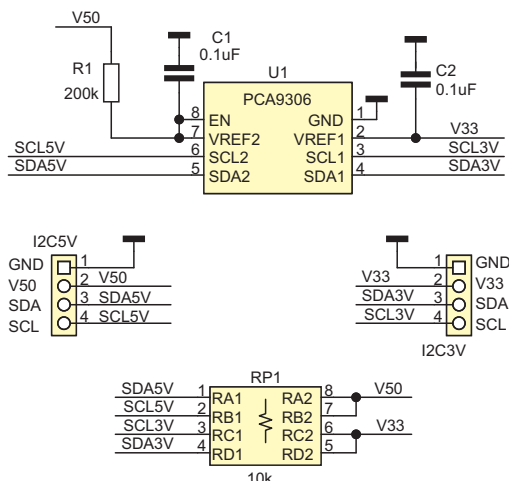 V50
C1
0.1uF
R1
200k
U1
PCA9306
C2
0.1uF
8 EN GND 1
7 VREF2 VREF1 2 V33
SCL5V 6 SCL2 SCL1 3 SCL3V
SDA5V 5 SDA2 SDA1 4 SDA3V
I2C5V
GND 1
V50 2 V50
SDA 3 SDA5V
SCL 4 SCL5V
1 GND
V33 2 V33
SDA3V 3 SDA
SCL3V 4 SCL
I2C3V
RP1
SDA5V 1 RA1 RA2 8 V50
SCL5V 2 RB1 RB2 7
SCL3V 3 RC1 RC2 6 V33
SDA3V 4 RD1 RD2 5
10k